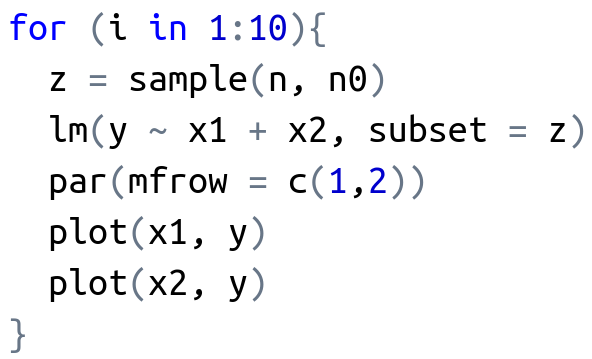 for (i in 1:10){
  z = sample(n, n0)
  lm(y ~ x1 + x2, subset = z)
  par(mfrow = c(1,2))
  plot(x1, y)
  plot(x2, y)
}